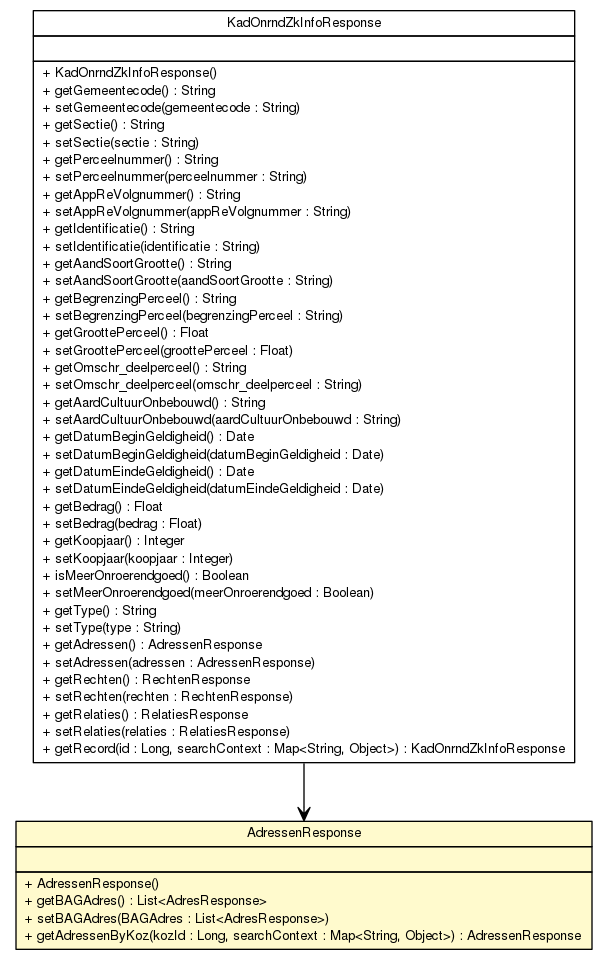 KadOnrndZkInfoResponse
+ KadOnrndZkInfoResponse()
+ getGemeentecode() : String
+ setGemeentecode(gemeentecode : String)
+ getSectie() : String
+ setSectie(sectie : String)
+ getPerceelnummer() : String
+ setPerceelnummer(perceelnummer : String)
+ getAppReVolgnummer() : String
+ setAppReVolgnummer(appReVolgnummer : String)
+ getIdentificatie() : String
+ setIdentificatie(identificatie : String)
+ getAandSoortGrootte() : String
+ setAandSoortGrootte(aandSoortGrootte : String)
+ getBegrenzingPerceel() : String
+ setBegrenzingPerceel(begrenzingPerceel : String)
+ getGroottePerceel() : Float
+ setGroottePerceel(groottePerceel : Float)
+ getOmschr_deelperceel() : String
+ setOmschr_deelperceel(omschr_deelperceel : String)
+ getAardCultuurOnbebouwd() : String
+ setAardCultuurOnbebouwd(aardCultuurOnbebouwd : String)
+ getDatumBeginGeldigheid() : Date
+ setDatumBeginGeldigheid(datumBeginGeldigheid : Date)
+ getDatumEindeGeldigheid() : Date
+ setDatumEindeGeldigheid(datumEindeGeldigheid : Date)
+ getBedrag() : Float
+ setBedrag(bedrag : Float)
+ getKoopjaar() : Integer
+ setKoopjaar(koopjaar : Integer)
+ isMeerOnroerendgoed() : Boolean
+ setMeerOnroerendgoed(meerOnroerendgoed : Boolean)
+ getType() : String
+ setType(type : String)
+ getAdressen() : AdressenResponse
+ setAdressen(adressen : AdressenResponse)
+ getRechten() : RechtenResponse
+ setRechten(rechten : RechtenResponse)
+ getRelaties() : RelatiesResponse
+ setRelaties(relaties : RelatiesResponse)
+ getRecord(id : Long, searchContext : Map<String, Object>) : KadOnrndZkInfoResponse
AdressenResponse
+ AdressenResponse()
+ getBAGAdres() : List<AdresResponse>
+ setBAGAdres(BAGAdres : List<AdresResponse>)
+ getAdressenByKoz(kozId : Long, searchContext : Map<String, Object>) : AdressenResponse